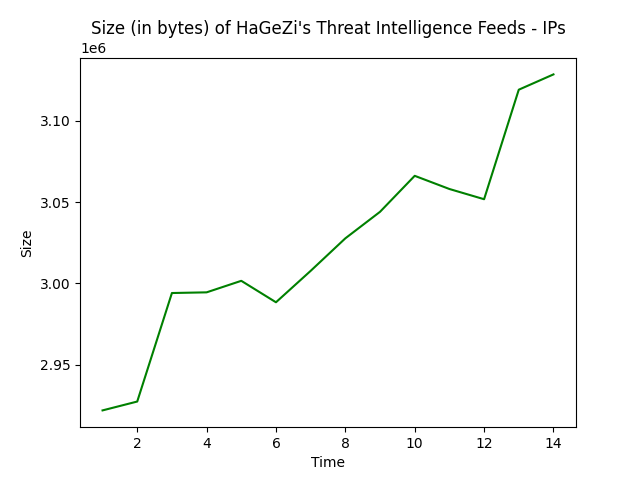 Size (in bytes) of HaGeZi's Threat Intelligence Feeds - IPs
1e6
3.10
3.05
3.00
2.95
Size
2 4 6 8 10 12 14
Time